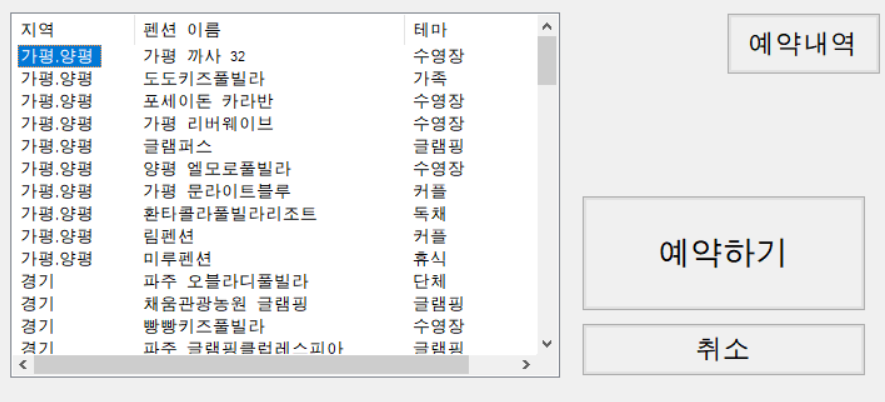 지역 펜션 이름 테마
가평.양평 가평 까사 32 수영장
가평.양평 도도키즈풀빌라 가족
가평.양평 포세이돈 카라반 수영장
가평.양평 가평 리버웨이브 수영장
가평.양평 글램퍼스 글램핑
가평.양평 양평 엘모로풀빌라 수영장
가평.양평 가평 문라이트블루 커플
가평.양평 환타콜라풀빌라리조트 독채
가평.양평 림펜션 커플
가평.양평 미루펜션 휴식
경기 파주 오블라디풀빌라 단체
경기 채움관광농원 글램핑 글램핑
경기 빵빵키즈풀빌라 수영장
경기 파주 글램핑클럽레스피아 글램핑
예약내역
예약하기
취소